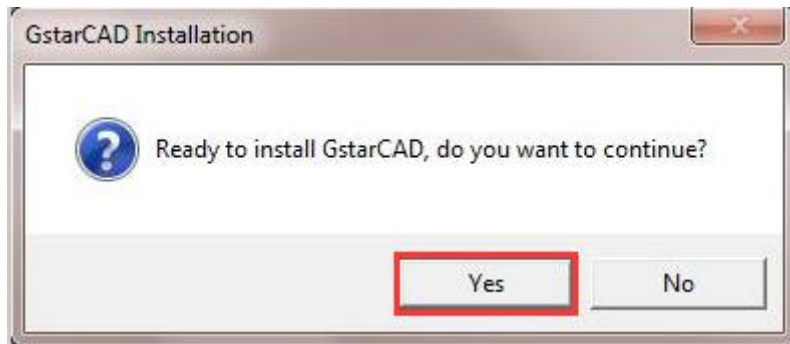 GstarCAD Installation
Ready to install GstarCAD, do you want to continue?
Yes
No